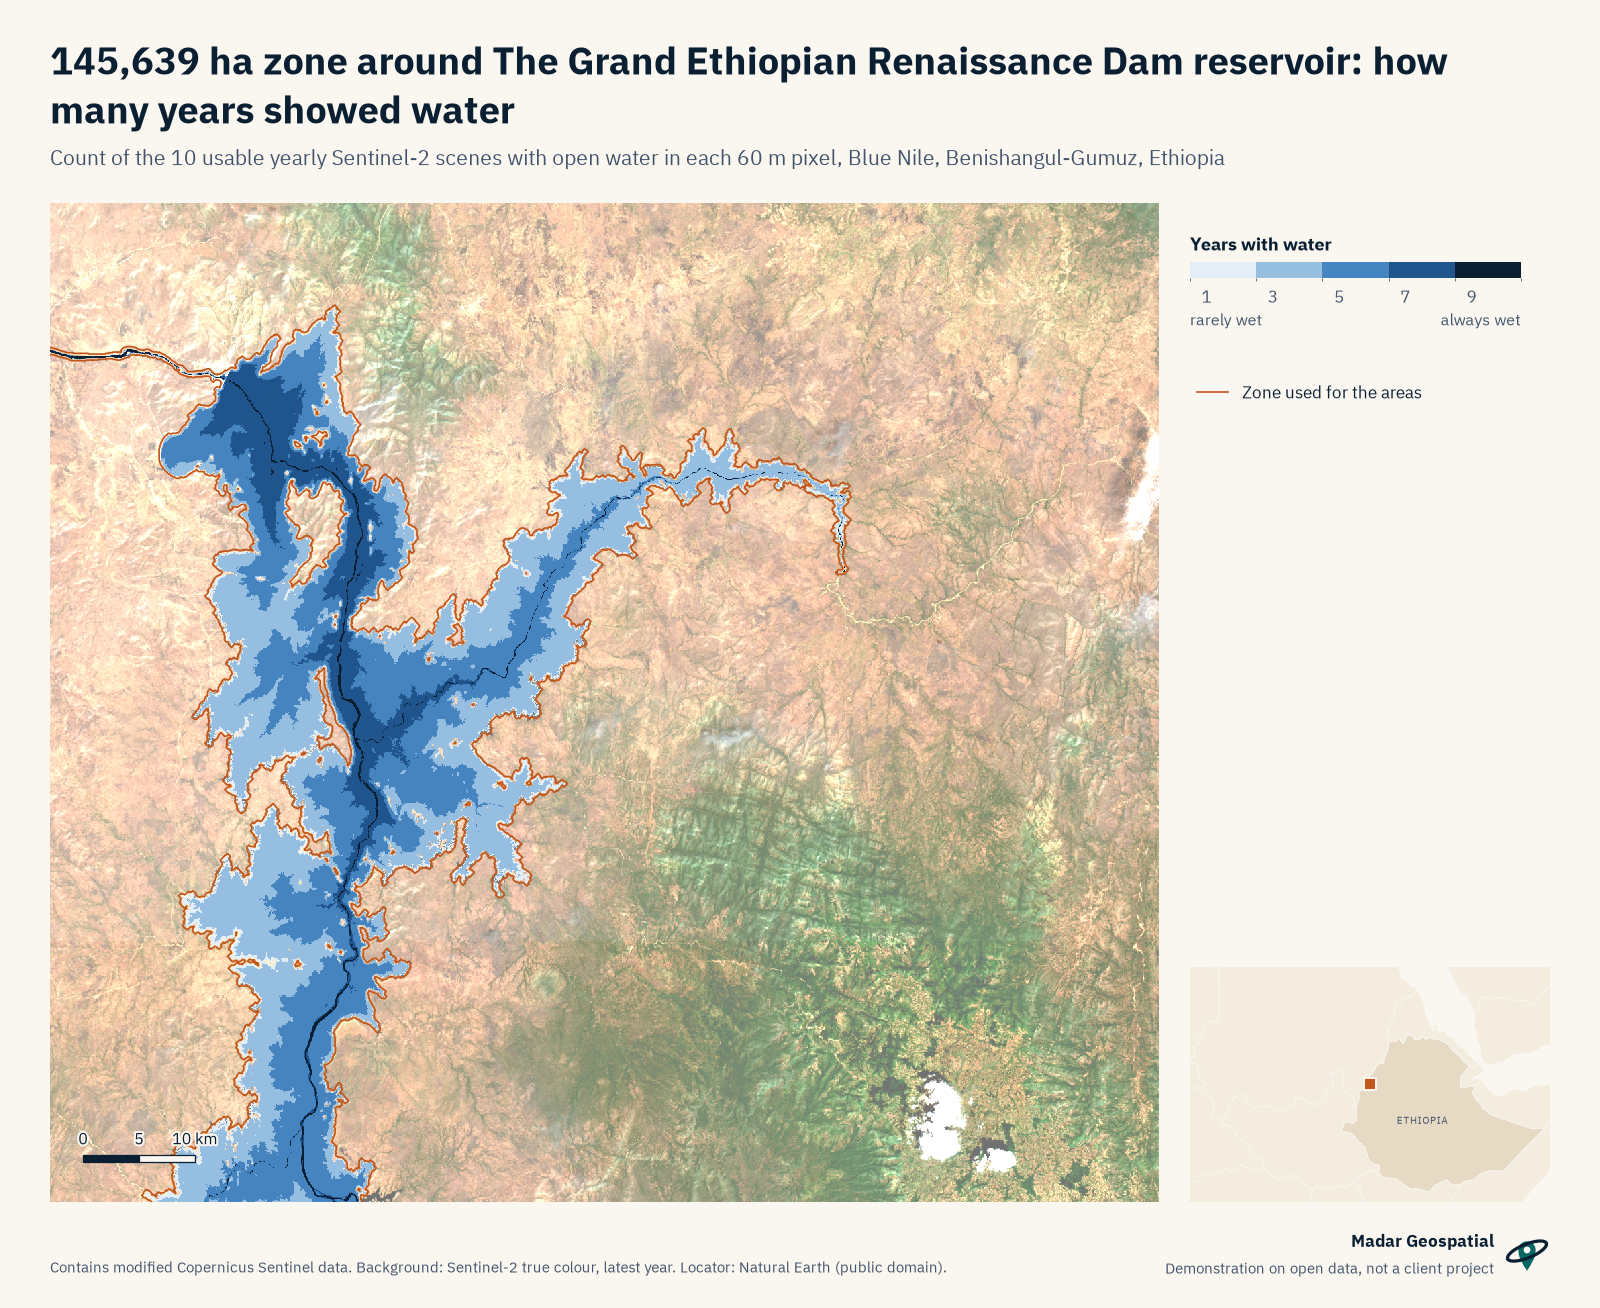 145,639 ha zone around The Grand Ethiopian Renaissance Dam reservoir: how
many years showed water
Count of the 10 usable yearly Sentinel-2 scenes with open water in each 60 m pixel, Blue Nile, Benishangul-Gumuz, Ethiopia
Years with water
1 3 5 7 9
rarely wet always wet
Zone used for the areas
0 5 10 km
ETHIOPIA
Madar Geospatial
Contains modified Copernicus Sentinel data. Background: Sentinel-2 true colour, latest year. Locator: Natural Earth (public domain).
Demonstration on open data, not a client project